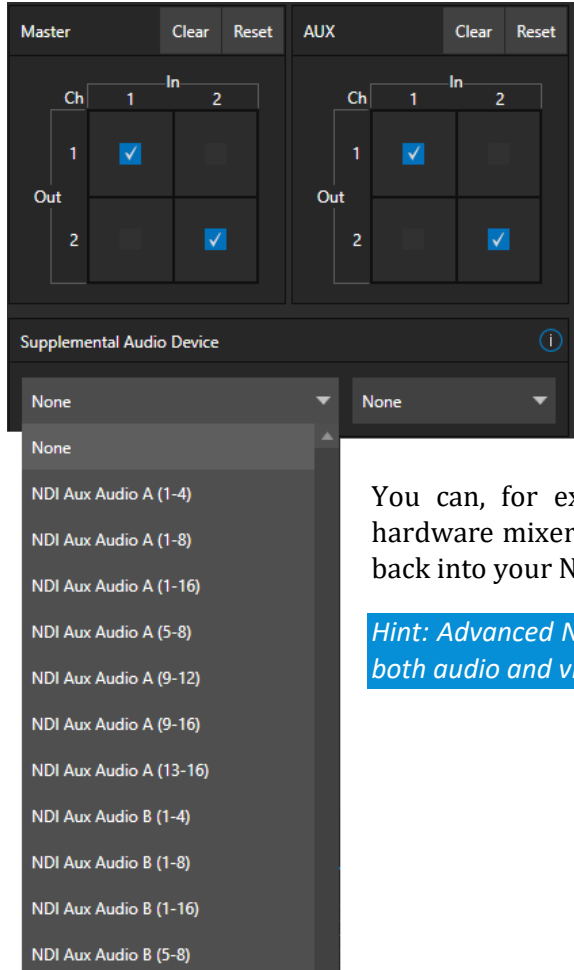 Master Clear Reset AUX Clear Reset
In In
Ch 1 2 Ch 1 2
1 1
Out Out
2 2
Supplemental Audio Device
None None
None
NDI Aux Audio A (1-4)
NDI Aux Audio A (1-8)
NDI Aux Audio A (1-16)
NDI Aux Audio A (5-8)
NDI Aux Audio A (9-12)
NDI Aux Audio A (9-16)
NDI Aux Audio A (13-16)
NDI Aux Audio B (1-4)
NDI Aux Audio B (1-8)
NDI Aux Audio B (1-16)
NDI Aux Audio B (5-8)
You can, for
hardware mixer
back into your
Hint: Advanced
both audio and